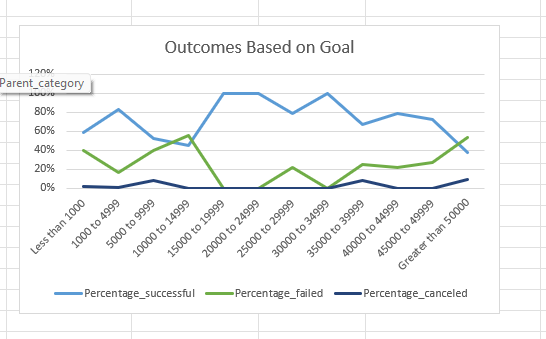 Outcomes Based on Goal
120%
Parent_category
100%
80%
60%
40%
20%
0%
Less than 1000
1000 to 4999
5000 to 9999
10000 to 14999
15000 to 19999
20000 to 24999
25000 to 29999
30000 to 34999
35000 to 39999
40000 to 44999
45000 to 49999
Greater than 50000
Percentage_successful Percentage_failed Percentage_canceled